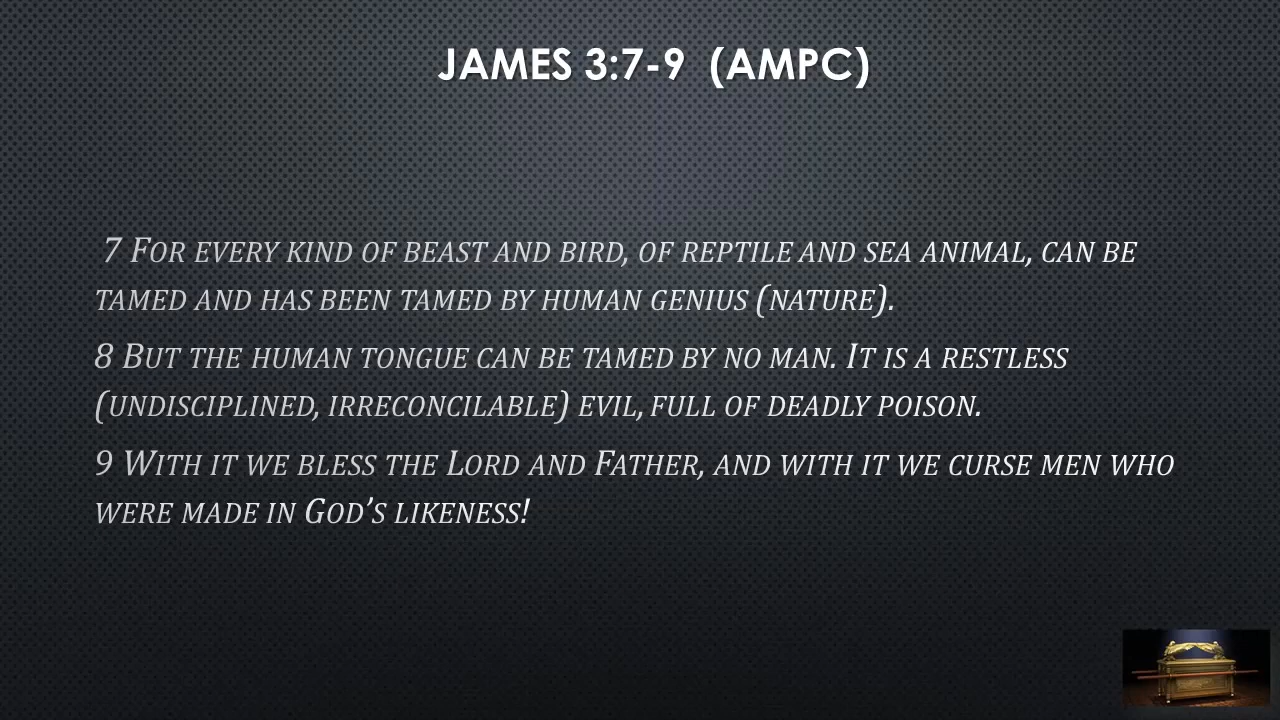 JAMES 3:7-9 (AMPC)
7 For every kind of beast and bird, of reptile and sea animal, can be
tamed and has been tamed by human genius (nature).
8 But the human tongue can be tamed by no man. It is a restless
(undisciplined, irreconcilable) evil, full of deadly poison.
9 With it we bless the Lord and Father, and with it we curse men who
were made in God’s likeness!